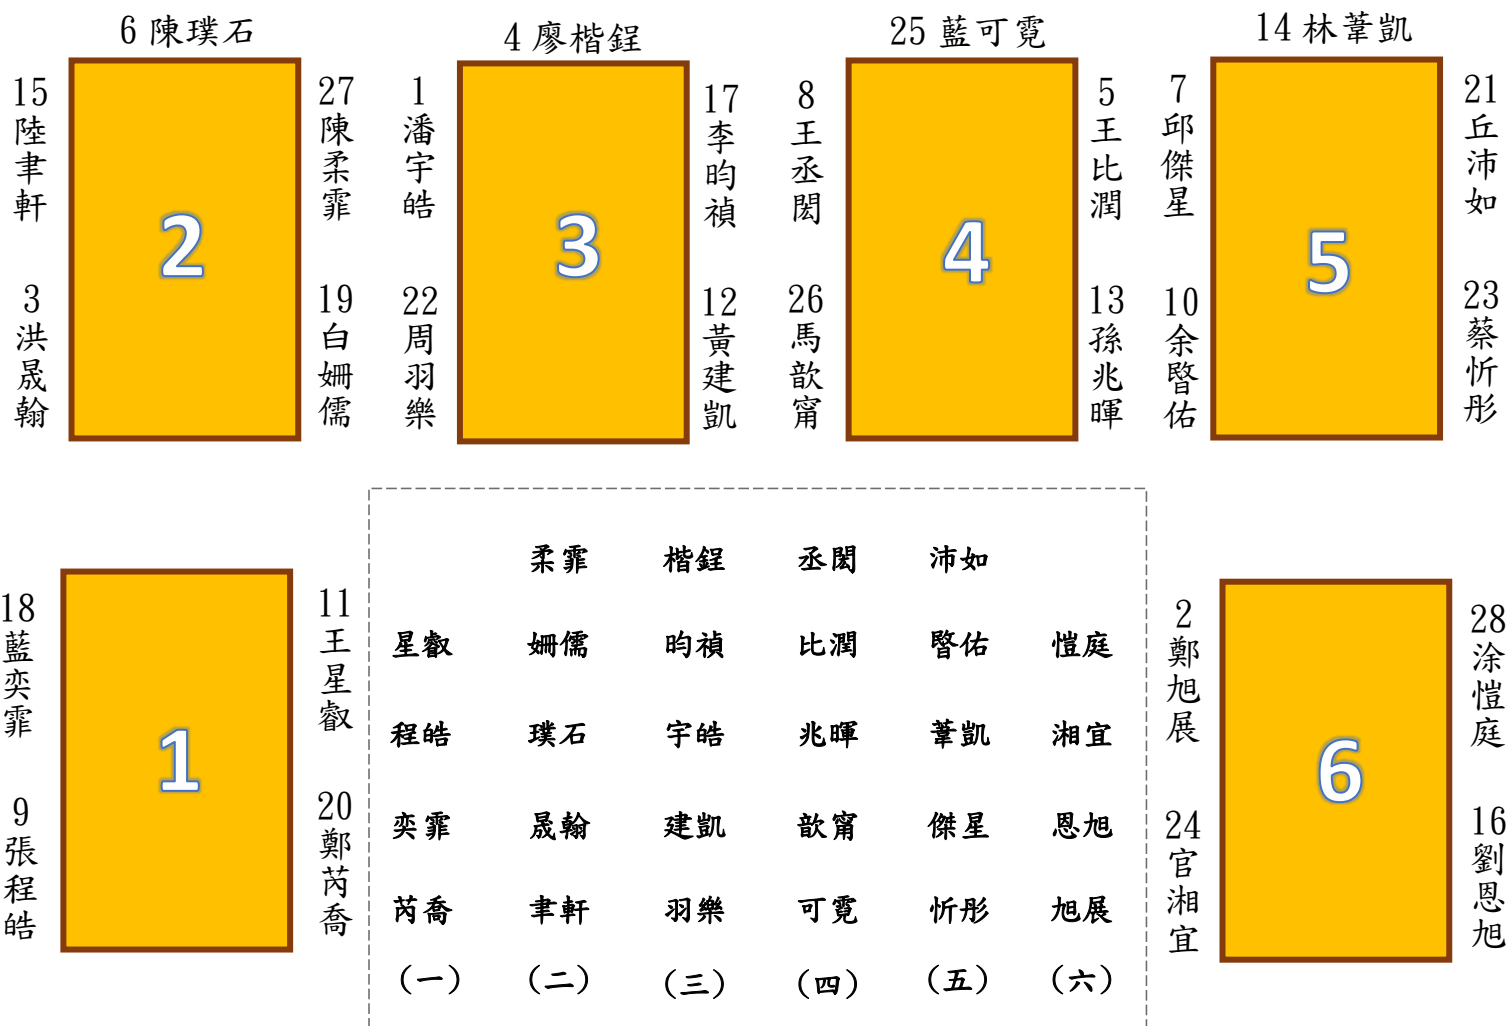 6 陳璞石
15 陸聿軒
3 洪晟翰
2
27 陳柔霏
19 白姍儒
4 廖楷鋥
1 潘宇皓
22 周羽樂
3
17 李昀禎
12 黃建凱
25 藍可霓
8 王丞閎
26 馬歆甯
4
5 王比潤
13 孫兆暉
14 林葦凱
7 邱傑星
10 余暋佑
5
21 丘沛如
23 蔡忻彤
18 藍奕霏
9 張程皓
1
11 王星叡
20 鄭芮喬
柔霏 楷鋥 丞閎 沛如
星叡 姍儒 昀禎 比潤 暋佑 愷庭
程皓 璞石 宇皓 兆暉 葦凱 湘宜
奕霏 晟翰 建凱 歆甯 傑星 恩旭
芮喬 聿軒 羽樂 可霓 忻彤 旭展
(一) (二) (三) (四) (五) (六)
2 鄭旭展
24 官湘宜
6
28 涂愷庭
16 劉恩旭